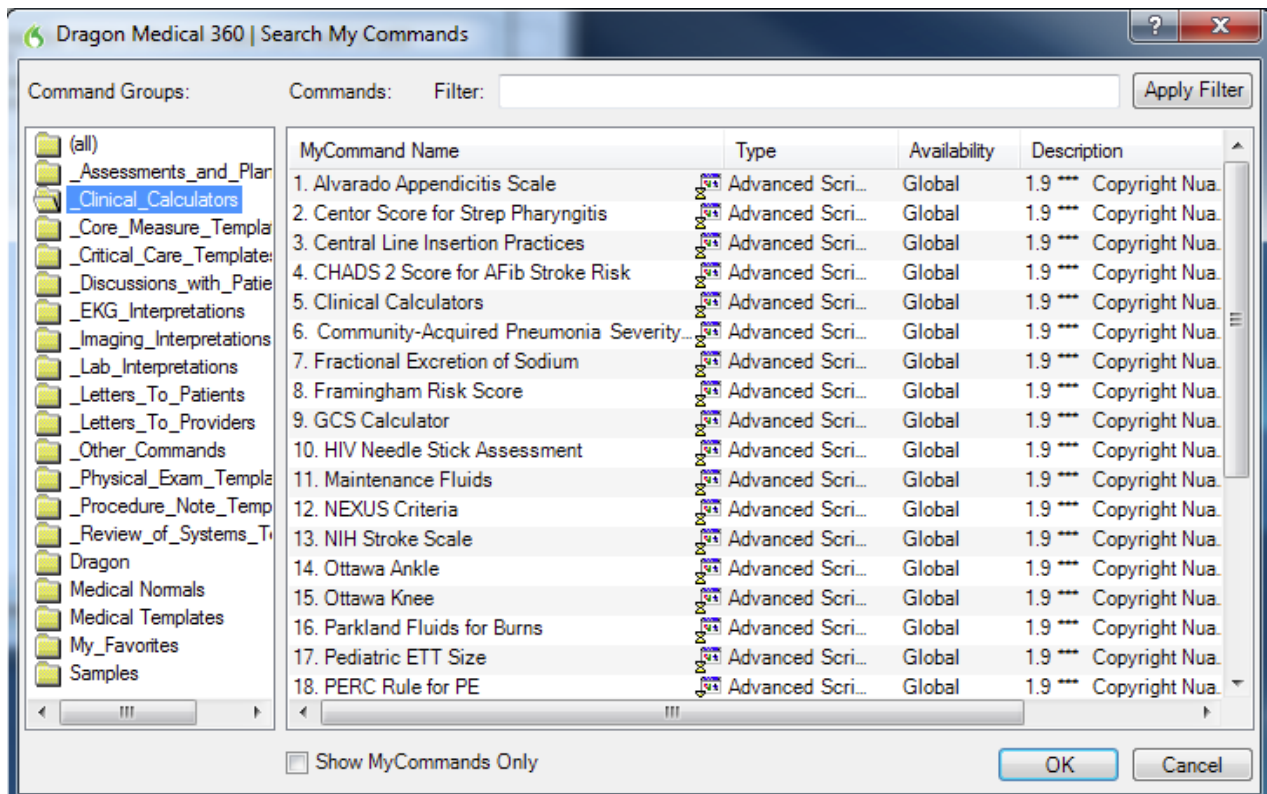 Dragon Medical 360 | Search My Commands
?
X
Command Groups:
Commands:
Filter:
Apply Filter
(all)
_Assessments_and_Plan
_Clinical_Calculators
_Core_Measure_Templat
_Critical_Care_Templates
_Discussions_with_Patie
_EKG_Interpretations
_Imaging_Interpretations
_Lab_Interpretations
_Letters_To_Patients
_Letters_To_Providers
_Other_Commands
_Physical_Exam_Templa
_Procedure_Note_Temp
_Review_of_Systems_Te
Dragon
Medical Normals
Medical Templates
My_Favorites
Samples
MyCommand Name Type Availability Description
1. Alvarado Appendicitis Scale Advanced Scri... Global 1.9 *** Copyright Nua.
2. Centor Score for Strep Pharyngitis Advanced Scri... Global 1.9 *** Copyright Nua.
3. Central Line Insertion Practices Advanced Scri... Global 1.9 *** Copyright Nua.
4. CHADS 2 Score for AFib Stroke Risk Advanced Scri... Global 1.9 *** Copyright Nua.
5. Clinical Calculators Advanced Scri... Global 1.9 *** Copyright Nua.
6. Community-Acquired Pneumonia Severity... Advanced Scri... Global 1.9 *** Copyright Nua.
7. Fractional Excretion of Sodium Advanced Scri... Global 1.9 *** Copyright Nua.
8. Framingham Risk Score Advanced Scri... Global 1.9 *** Copyright Nua.
9. GCS Calculator Advanced Scri... Global 1.9 *** Copyright Nua.
10. HIV Needle Stick Assessment Advanced Scri... Global 1.9 *** Copyright Nua.
11. Maintenance Fluids Advanced Scri... Global 1.9 *** Copyright Nua.
12. NEXUS Criteria Advanced Scri... Global 1.9 *** Copyright Nua.
13. NIH Stroke Scale Advanced Scri... Global 1.9 *** Copyright Nua.
14. Ottawa Ankle Advanced Scri... Global 1.9 *** Copyright Nua.
15. Ottawa Knee Advanced Scri... Global 1.9 *** Copyright Nua.
16. Parkland Fluids for Burns Advanced Scri... Global 1.9 *** Copyright Nua.
17. Pediatric ETT Size Advanced Scri... Global 1.9 *** Copyright Nua.
18. PERC Rule for PE Advanced Scri... Global 1.9 *** Copyright Nua.
Show MyCommands Only
OK
Cancel